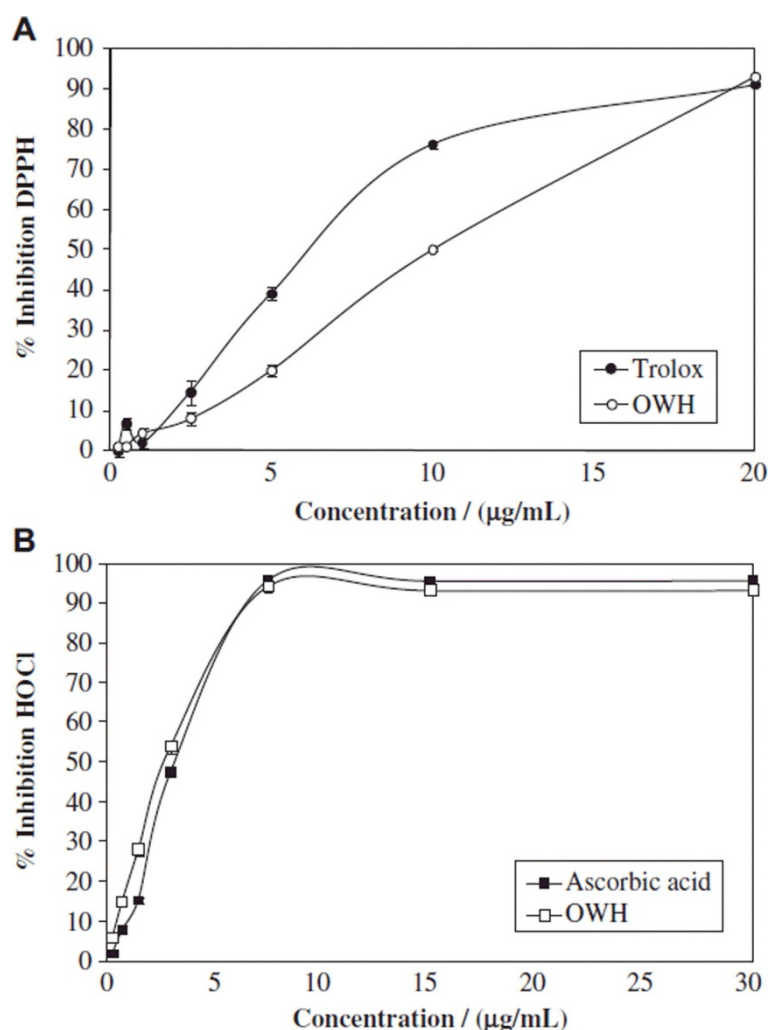 A
100
90
80
70
60
50
40
30
20
10
0
% Inhibition DPPH
Trolox
OWH
0 5 10 15 20
Concentration / (µg/mL)
B
100
90
80
70
60
50
40
30
20
10
0
% Inhibition HOCl
Ascorbic acid
OWH
0 5 10 15 20 25 30
Concentration / (µg/mL)